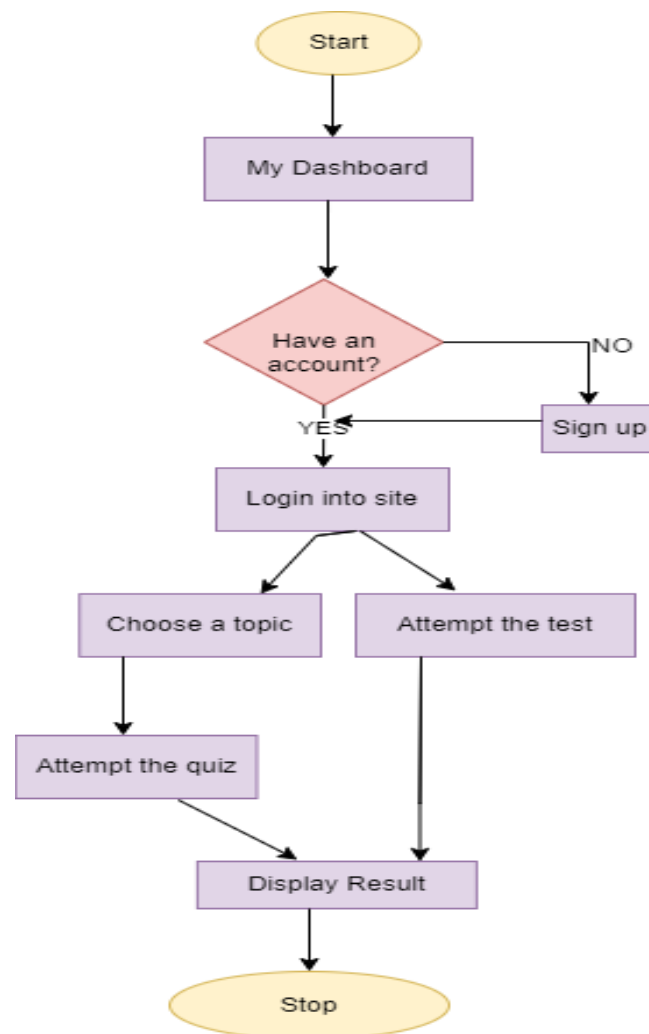 Start
My Dashboard
Have an
account?
NO
YES
Sign up
Login into site
Choose a topic
Attempt the test
Attempt the quiz
Display Result
Stop